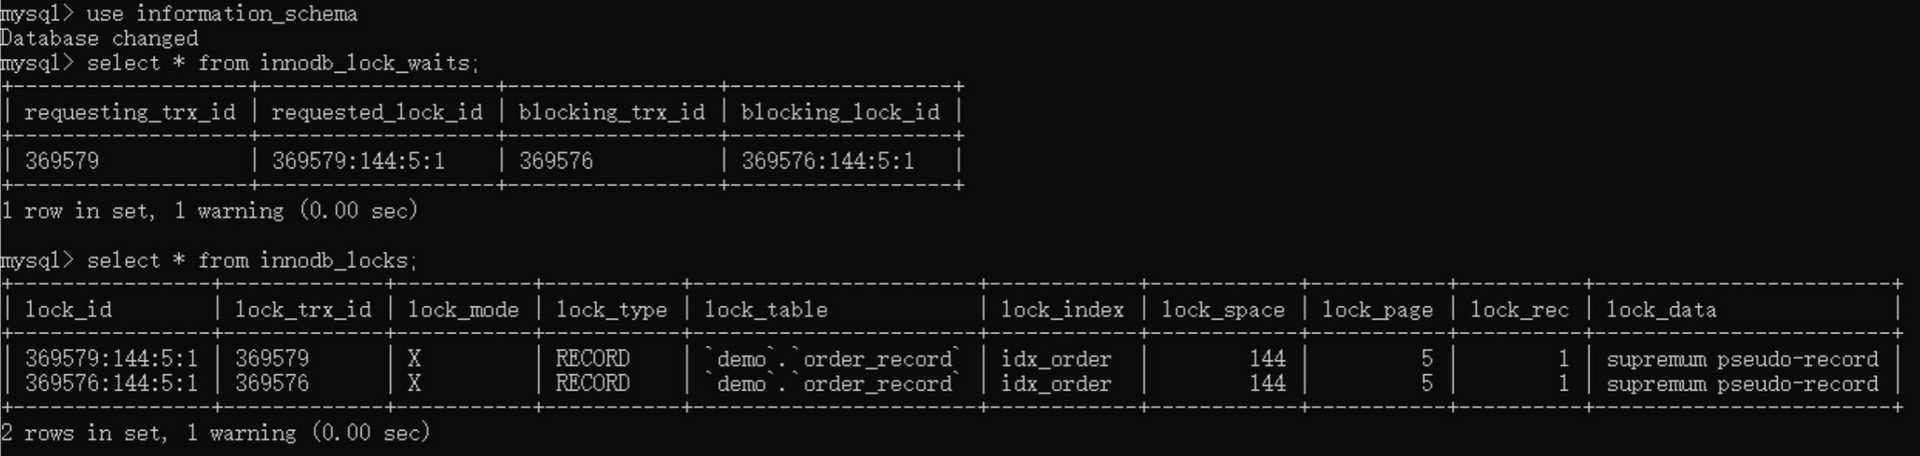 mysql> use information_schema
Database changed
mysql> select * from innodb_lock_waits;
| requesting_trx_id | requested_lock_id | blocking_trx_id | blocking_lock_id |
| 369579 | 369579:144:5:1 | 369576 | 369576:144:5:1 |
1 row in set, 1 warning (0.00 sec)
mysql> select * from innodb_locks;
| lock_id | lock_trx_id | lock_mode | lock_type | lock_table | lock_index | lock_space | lock_page | lock_rec | lock_data |
| 369579:144:5:1 | 369579 | X | RECORD | `demo`.`order_record` | idx_order | 144 | 5 | 1 | supremum pseudo-record |
| 369576:144:5:1 | 369576 | X | RECORD | `demo`.`order_record` | idx_order | 144 | 5 | 1 | supremum pseudo-record |
2 rows in set, 1 warning (0.00 sec)